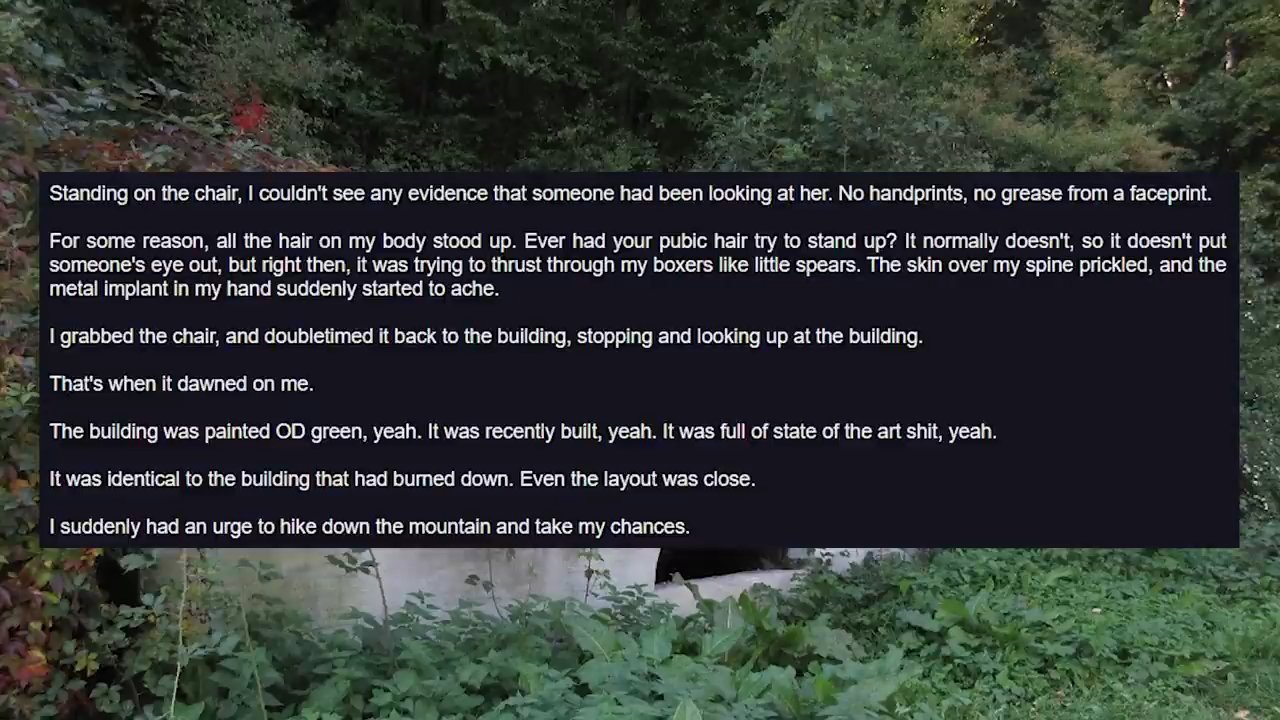 Standing on the chair, I couldn't see any evidence that someone had been looking at her. No handprints, no grease from a faceprint.
For some reason, all the hair on my body stood up. Ever had your pubic hair try to stand up? It normally doesn't, so it doesn't put
someone's eye out, but right then, it was trying to thrust through my boxers like little spears. The skin over my spine prickled, and the
metal implant in my hand suddenly started to ache.
I grabbed the chair, and doubletimed it back to the building, stopping and looking up at the building.
That's when it dawned on me.
The building was painted OD green, yeah. It was recently built, yeah. It was full of state of the art shit, yeah.
It was identical to the building that had burned down. Even the layout was close.
I suddenly had an urge to hike down the mountain and take my chances.